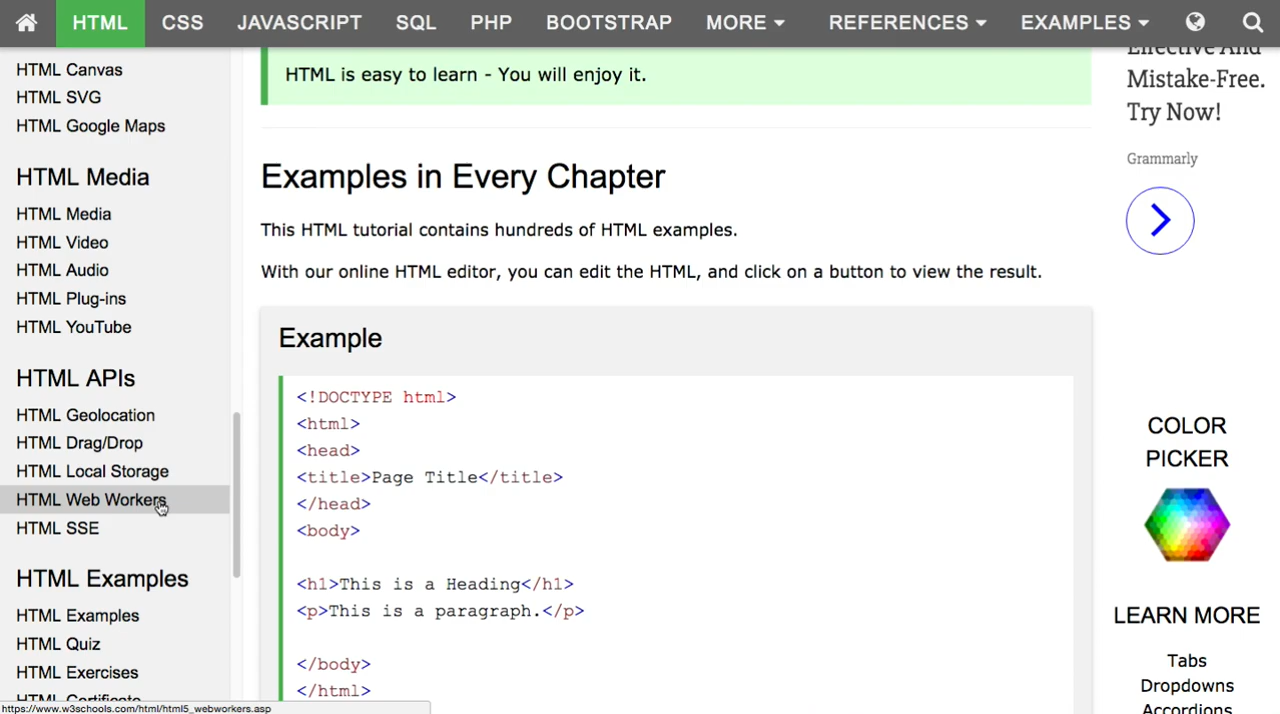 HTML CSS JAVASCRIPT SQL PHP BOOTSTRAP MORE REFERENCES EXAMPLES
HTML Canvas
HTML SVG
HTML Google Maps
HTML Media
HTML Media
HTML Video
HTML Audio
HTML Plug-ins
HTML YouTube
HTML APIs
HTML Geolocation
HTML Drag/Drop
HTML Local Storage
HTML Web Workers
HTML SSE
HTML Examples
HTML Examples
HTML Quiz
HTML Exercises
HTML Certificate
https://www.w3schools.com/html/html5_webworkers.asp
HTML is easy to learn - You will enjoy it.
Examples in Every Chapter
This HTML tutorial contains hundreds of HTML examples.
With our online HTML editor, you can edit the HTML, and click on a button to view the result.
Example
<!DOCTYPE html>
<html>
<head>
<title>Page Title</title>
</head>
<body>
<h1>This is a Heading</h1>
<p>This is a paragraph.</p>
</body>
</html>
Effective And
Mistake-Free.
Try Now!
Grammarly
COLOR
PICKER
LEARN MORE
Tabs
Dropdowns
Accordions